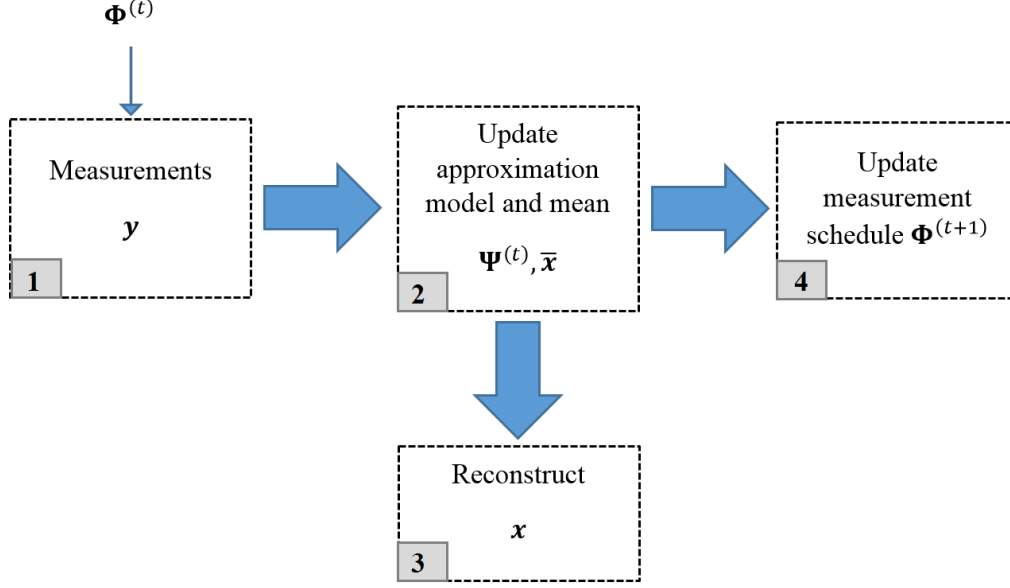 𝚽⁽ᵗ⁾
Measurements
𝒚
1
Update
approximation
model and mean
𝚿⁽ᵗ⁾, 𝒙̅
2
Update
measurement
schedule 𝚽⁽ᵗ⁺¹⁾
4
Reconstruct
𝒙
3